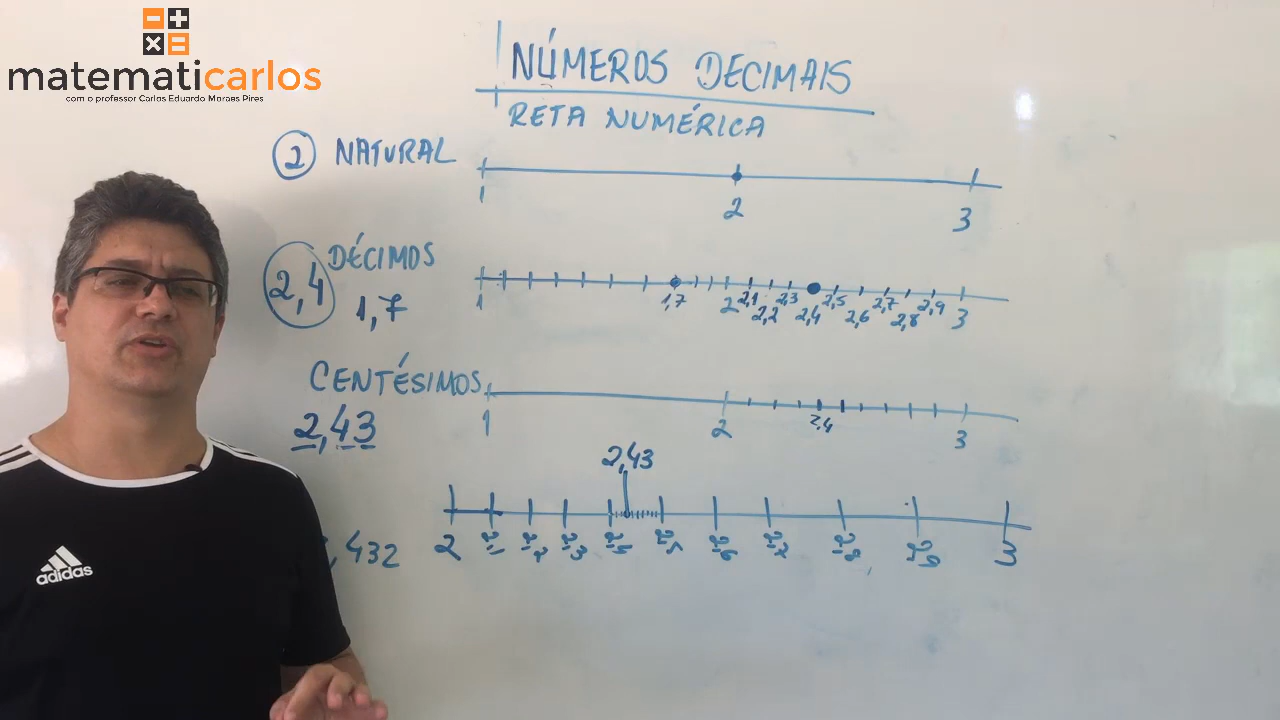 matematicarlos
com o professor Carlos Eduardo Moraes Pires
NÚMEROS DECIMAIS
RETA NUMÉRICA
2 NATURAL
1 2 3
2,4 DÉCIMOS
1,7
1 1,7 2 2,1 2,2 2,3 2,4 2,5 2,6 2,7 2,8 2,9 3
CENTÉSIMOS
2,43
1 2 2,4 3
2,43
,432
2 3
adidas